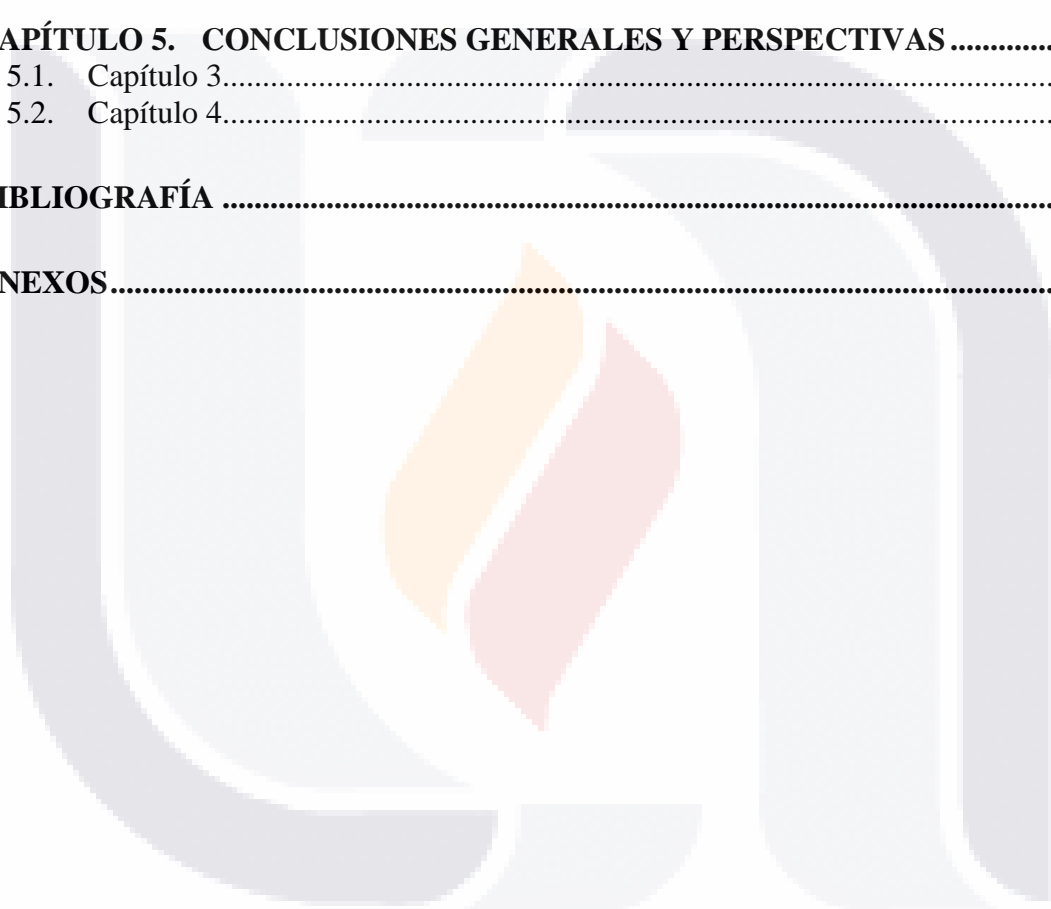 APÍTULO 5. CONCLUSIONES GENERALES Y PERSPECTIVAS .............
5.1. Capítulo 3..........................................................................................
5.2. Capítulo 4..........................................................................................
IBLIOGRAFÍA ..........................................................................................
NEXOS..........................................................................................